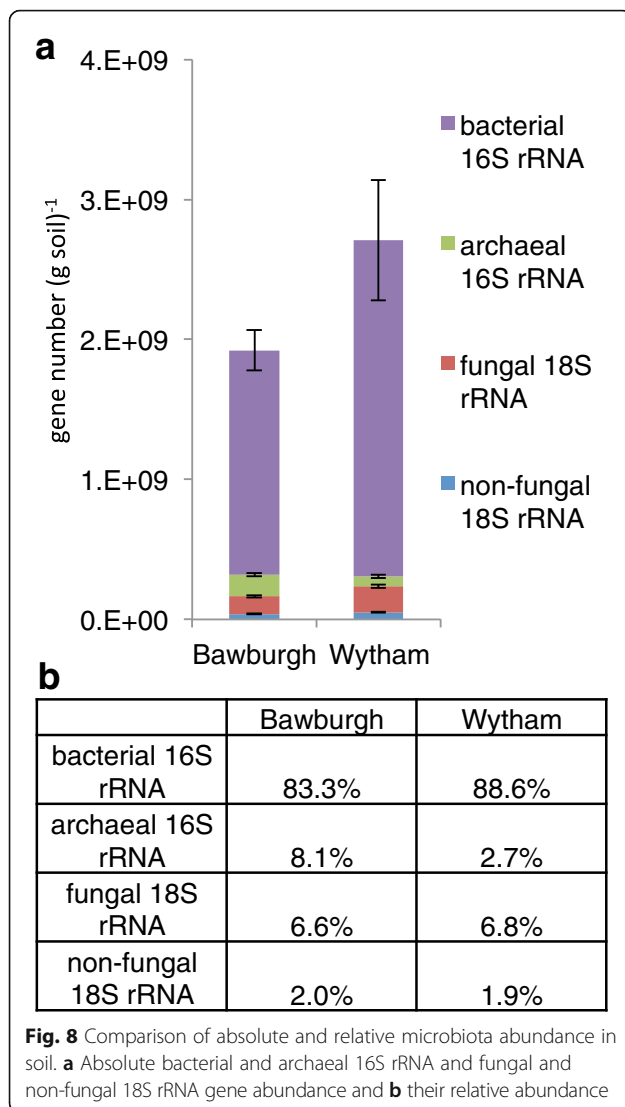 a
4.E+09
3.E+09
2.E+09
1.E+09
0.E+00
gene number (g soil)-1
bacterial
16S rRNA
archaeal
16S rRNA
fungal 18S
rRNA
non-fungal
18S rRNA
Bawburgh Wytham
b
Bawburgh Wytham
bacterial 16S
rRNA 83.3% 88.6%
archaeal 16S
rRNA 8.1% 2.7%
fungal 18S
rRNA 6.6% 6.8%
non-fungal
18S rRNA 2.0% 1.9%
Fig. 8 Comparison of absolute and relative microbiota abundance in
soil. a Absolute bacterial and archaeal 16S rRNA and fungal and
non-fungal 18S rRNA gene abundance and b their relative abundance